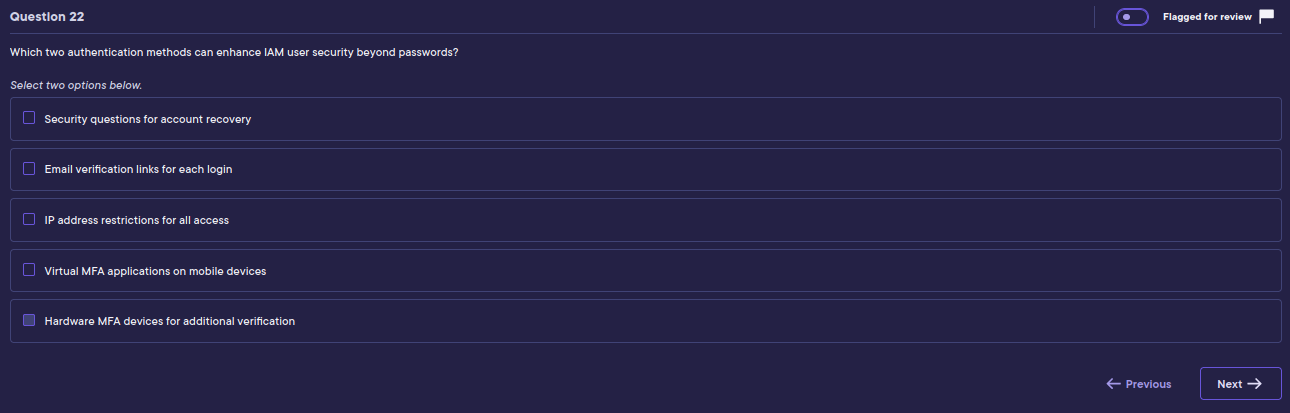 Question 22
Flagged for review
Which two authentication methods can enhance IAM user security beyond passwords?
Select two options below.
Security questions for account recovery
Email verification links for each login
IP address restrictions for all access
Virtual MFA applications on mobile devices
Hardware MFA devices for additional verification
Previous
Next